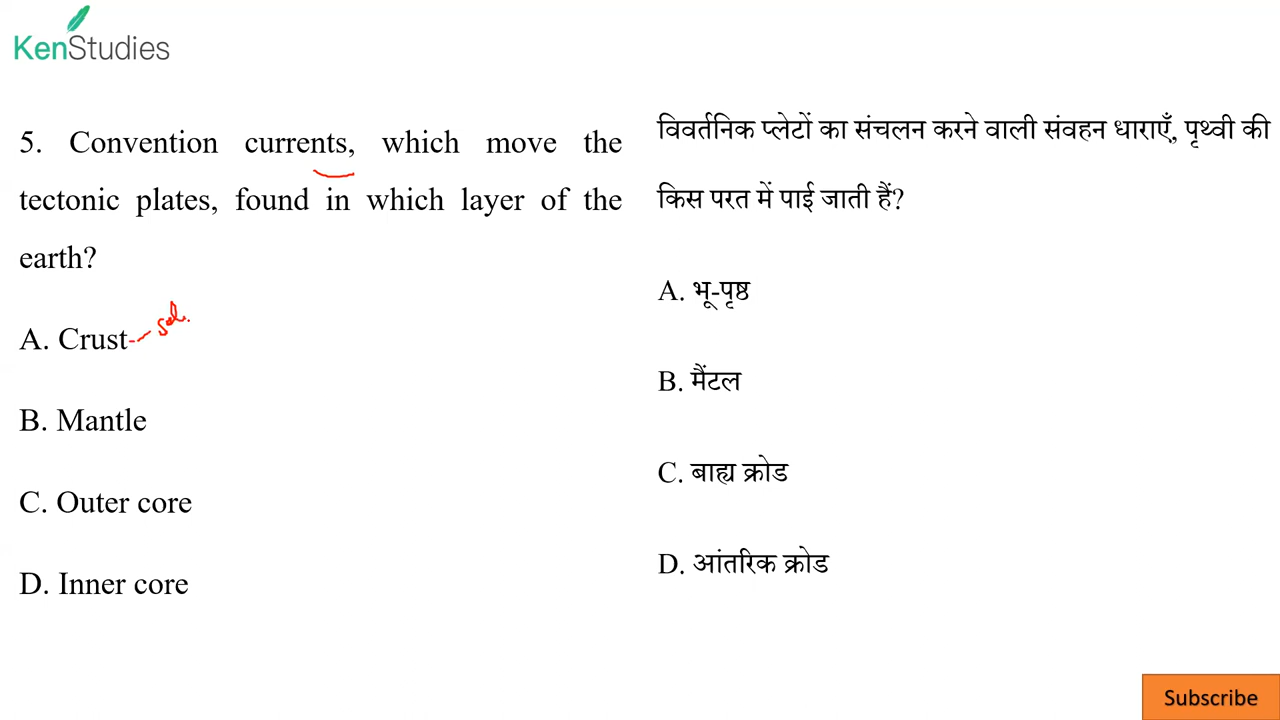 KenStudies
5. Convention currents, which move the
tectonic plates, found in which layer of the
earth?
A. Crust
sol.
B. Mantle
C. Outer core
D. Inner core
विवर्तनिक प्लेटों का संचलन करने वाली संवहन धाराएँ, पृथ्वी की
किस परत में पाई जाती हैं?
A. भू-पृष्ठ
B. मैंटल
C. बाह्य क्रोड
D. आंतरिक क्रोड
Subscribe